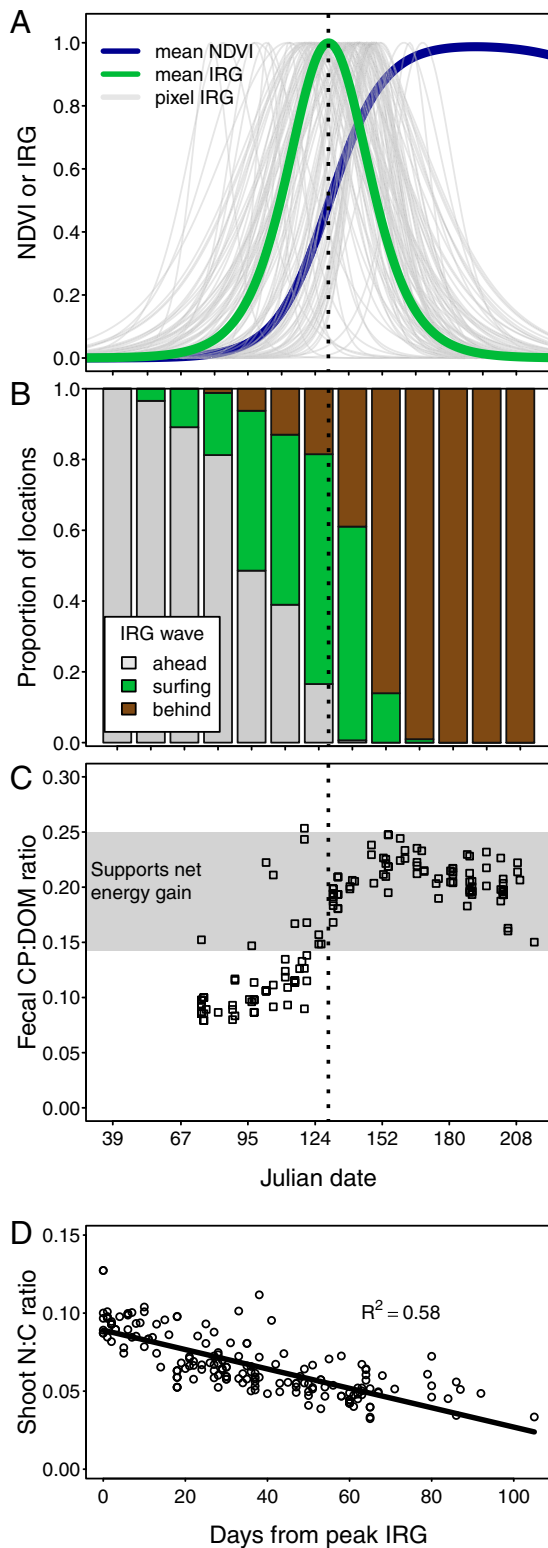 A
NDVI or IRG
1.0
0.8
0.6
0.4
0.2
0.0
mean NDVI
mean IRG
pixel IRG
B
Proportion of locations
1.0
0.8
0.6
0.4
0.2
0.0
IRG wave
ahead
surfing
behind
C
Fecal CP:DOM ratio
0.30
0.25
0.20
0.15
0.10
0.05
0.00
Supports net
energy gain
39 67 95 124 152 180 208
Julian date
D
Shoot N:C ratio
0.15
0.10
0.05
0.00
R² = 0.58
0 20 40 60 80 100
Days from peak IRG